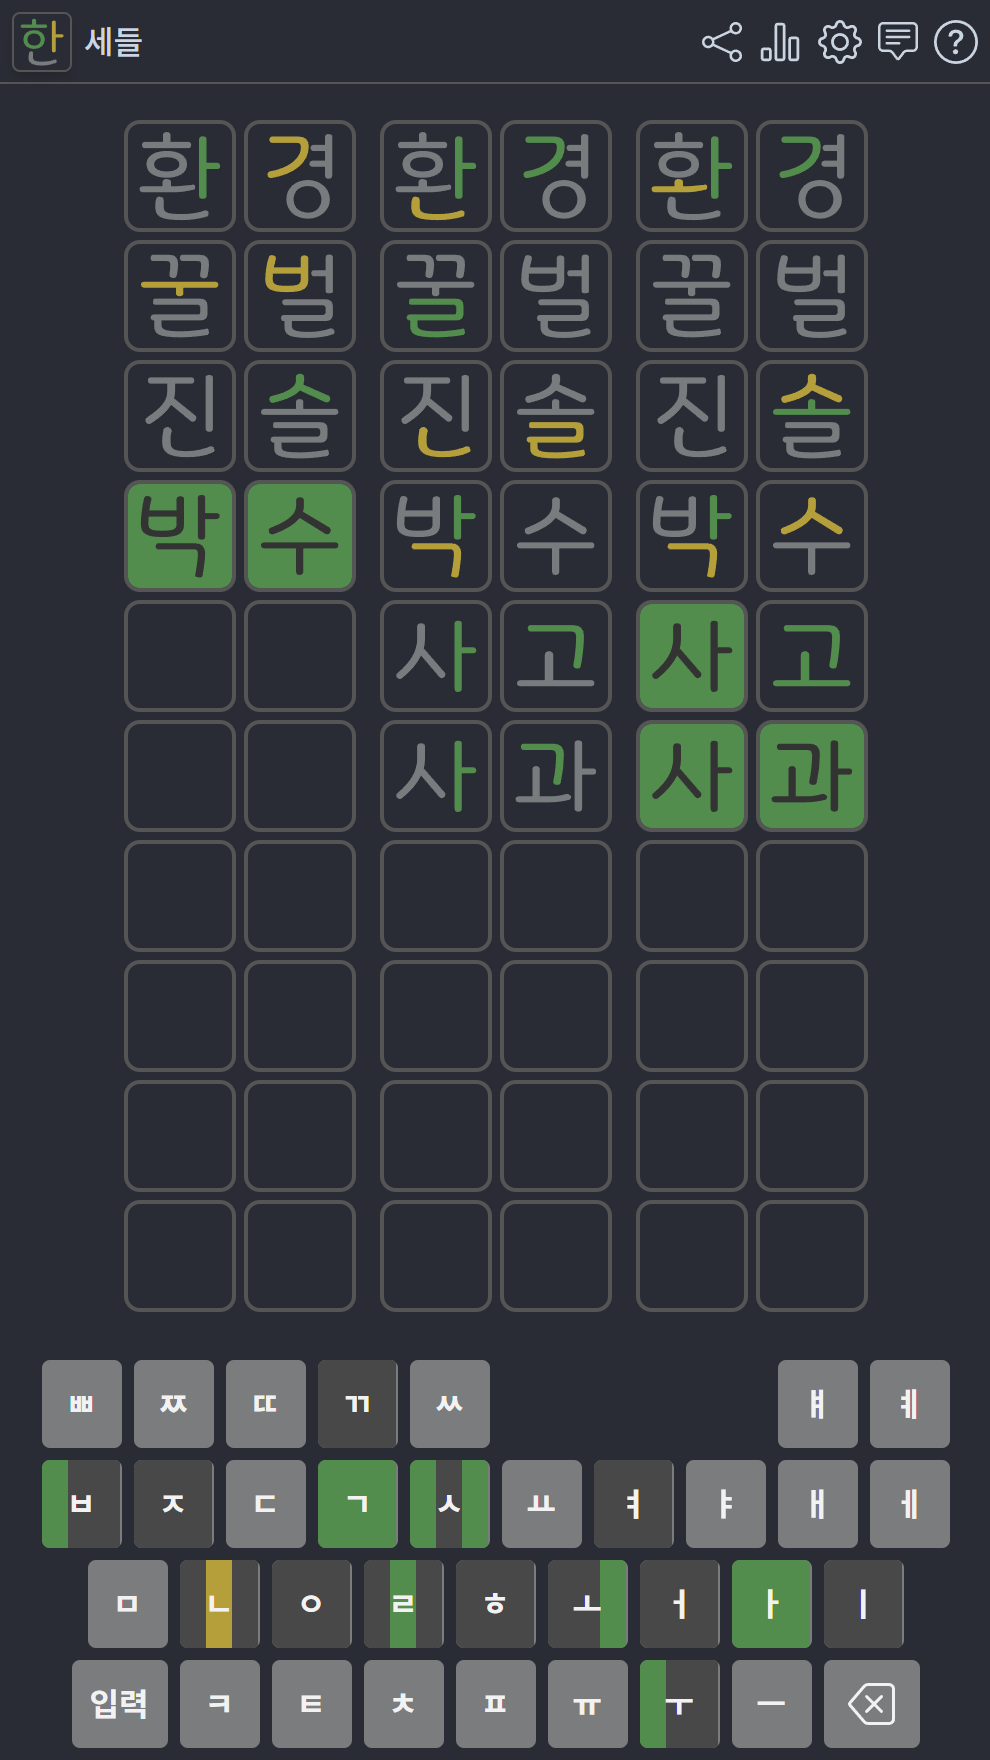 한 세들
환경 환경 환경
꿀벌 꿀벌 꿀벌
진솔 진솔 진솔
박수 박수 박수
사고 사고
사과 사과
ㅃ ㅉ ㄸ ㄲ ㅆ ㅒ ㅖ
ㅂ ㅈ ㄷ ㄱ ㅅ ㅛ ㅕ ㅑ ㅐ ㅔ
ㅁ ㄴ ㅇ ㄹ ㅎ ㅗ ㅓ ㅏ ㅣ
입력 ㅋ ㅌ ㅊ ㅍ ㅠ ㅜ ㅡ